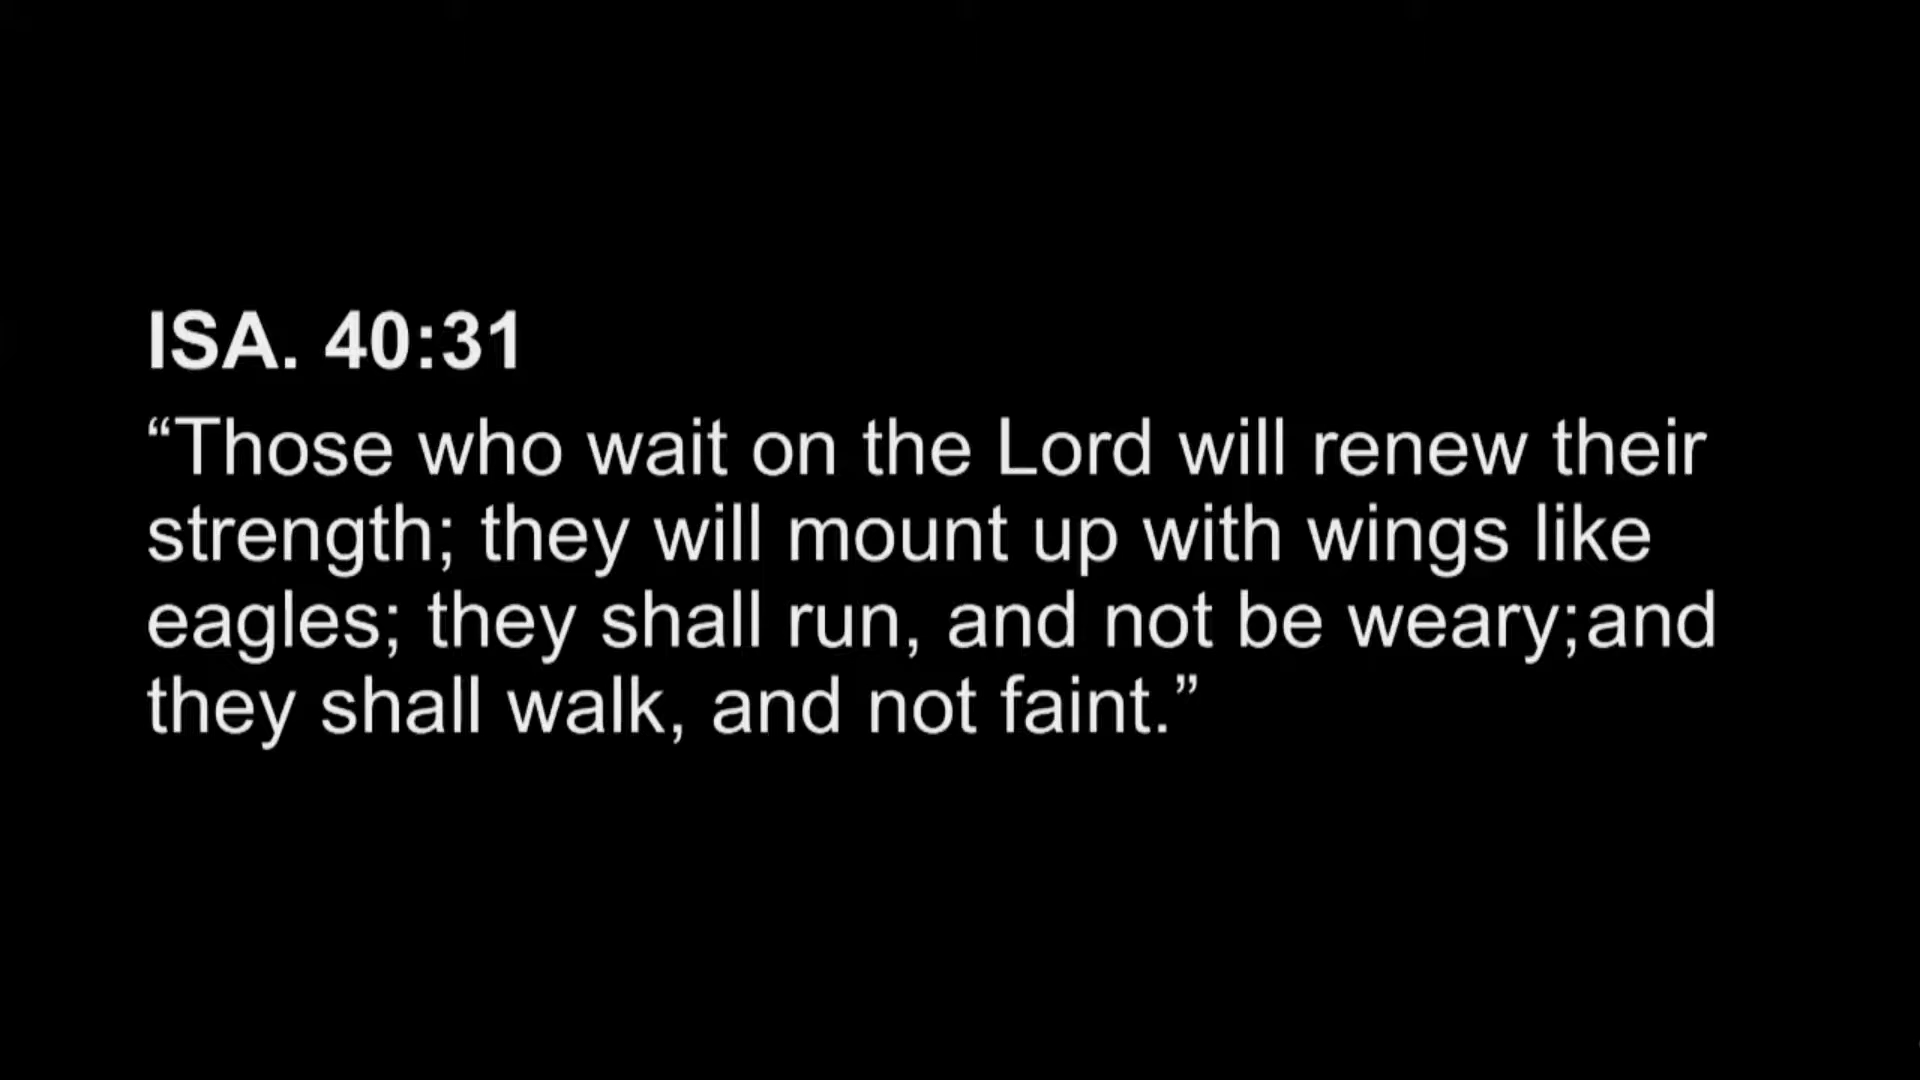 ISA. 40:31
“Those who wait on the Lord will renew their
strength; they will mount up with wings like
eagles; they shall run, and not be weary;and
they shall walk, and not faint.”